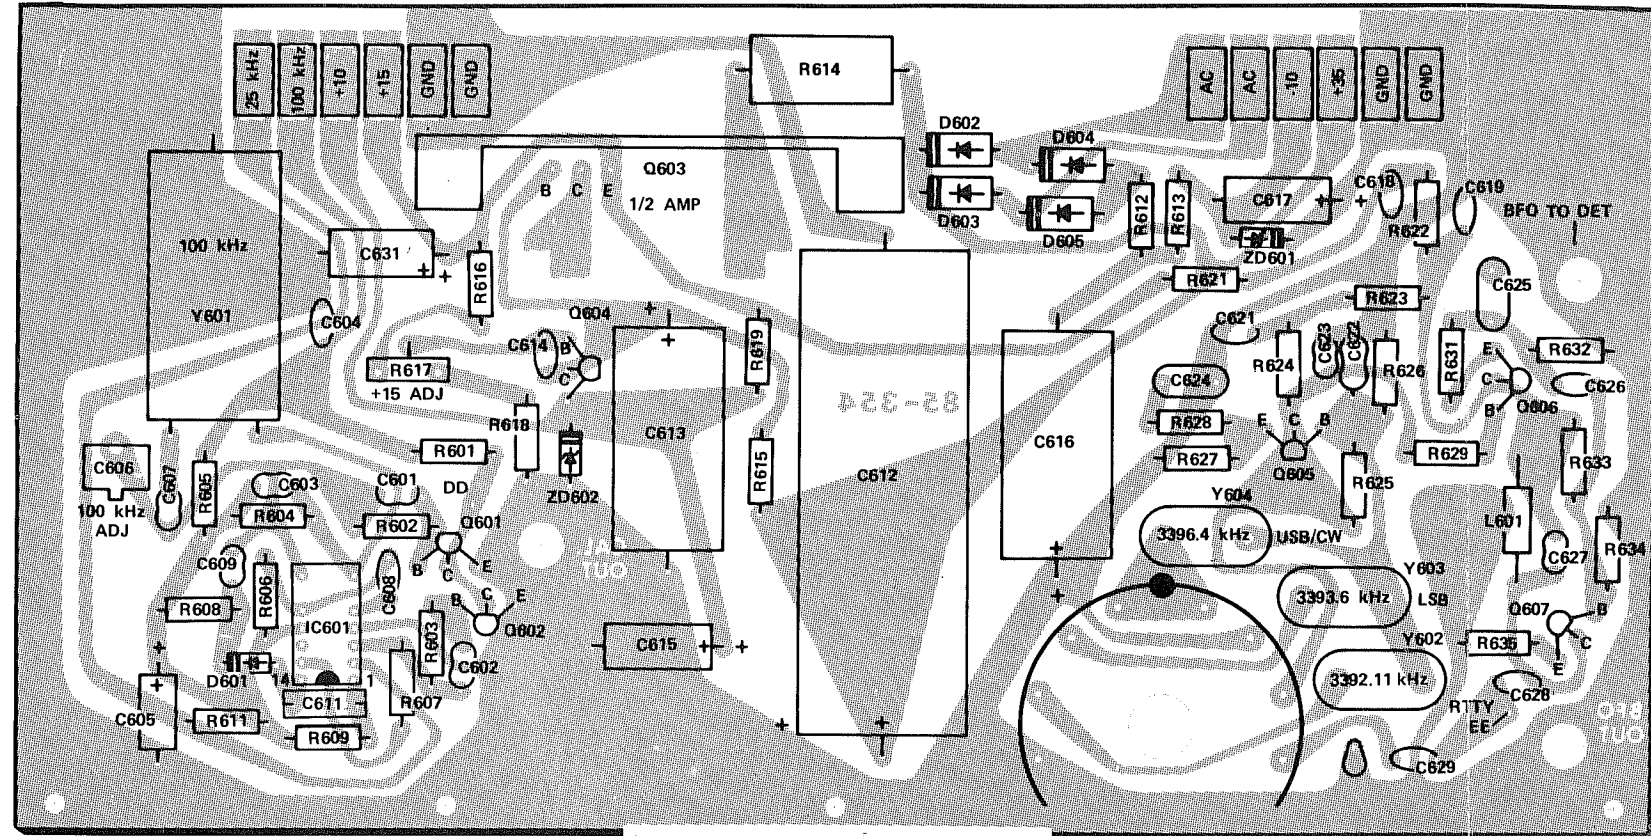 25 kHz
100 kHz
+10
+15
GND
GND
R614
AC
AC
-10
+35
GND
GND
D602
D604
D603
D605
Q603
1/2 AMP
B C E
R612
R613
C617
+
+
C618
R622
C619
BFO TO DET
ZD601
100 kHz
Y601
C631
+
+
R616
C604
R621
R623
C625
Q604
B
C
C614
R617
+15 ADJ
R618
+
+
C613
R619
C621
R624
C623
C622
R626
R631
E
C
B
Q606
R632
C626
85-354
C612
C616
C624
R628
R627
E
C
B
Q605
R625
R629
R633
R601
ZD602
R615
C606
100 kHz
ADJ
C607
R605
C603
R604
C601
DD
R602
Q601
B
C
E
Y604
3396.4 kHz
USB/CW
L601
C627
R634
CAL
OUT
C609
R606
C608
R608
IC601
14
1
D601
R603
B
C
E
Q602
C602
Y603
3393.6 kHz
LSB
Q607
B
C
E
R635
C615
+
+
+
+
Y602
3392.11 kHz
C628
RTTY
EE
+
+
C605
R611
C611
R609
R607
+
+
BFO
OUT
C629